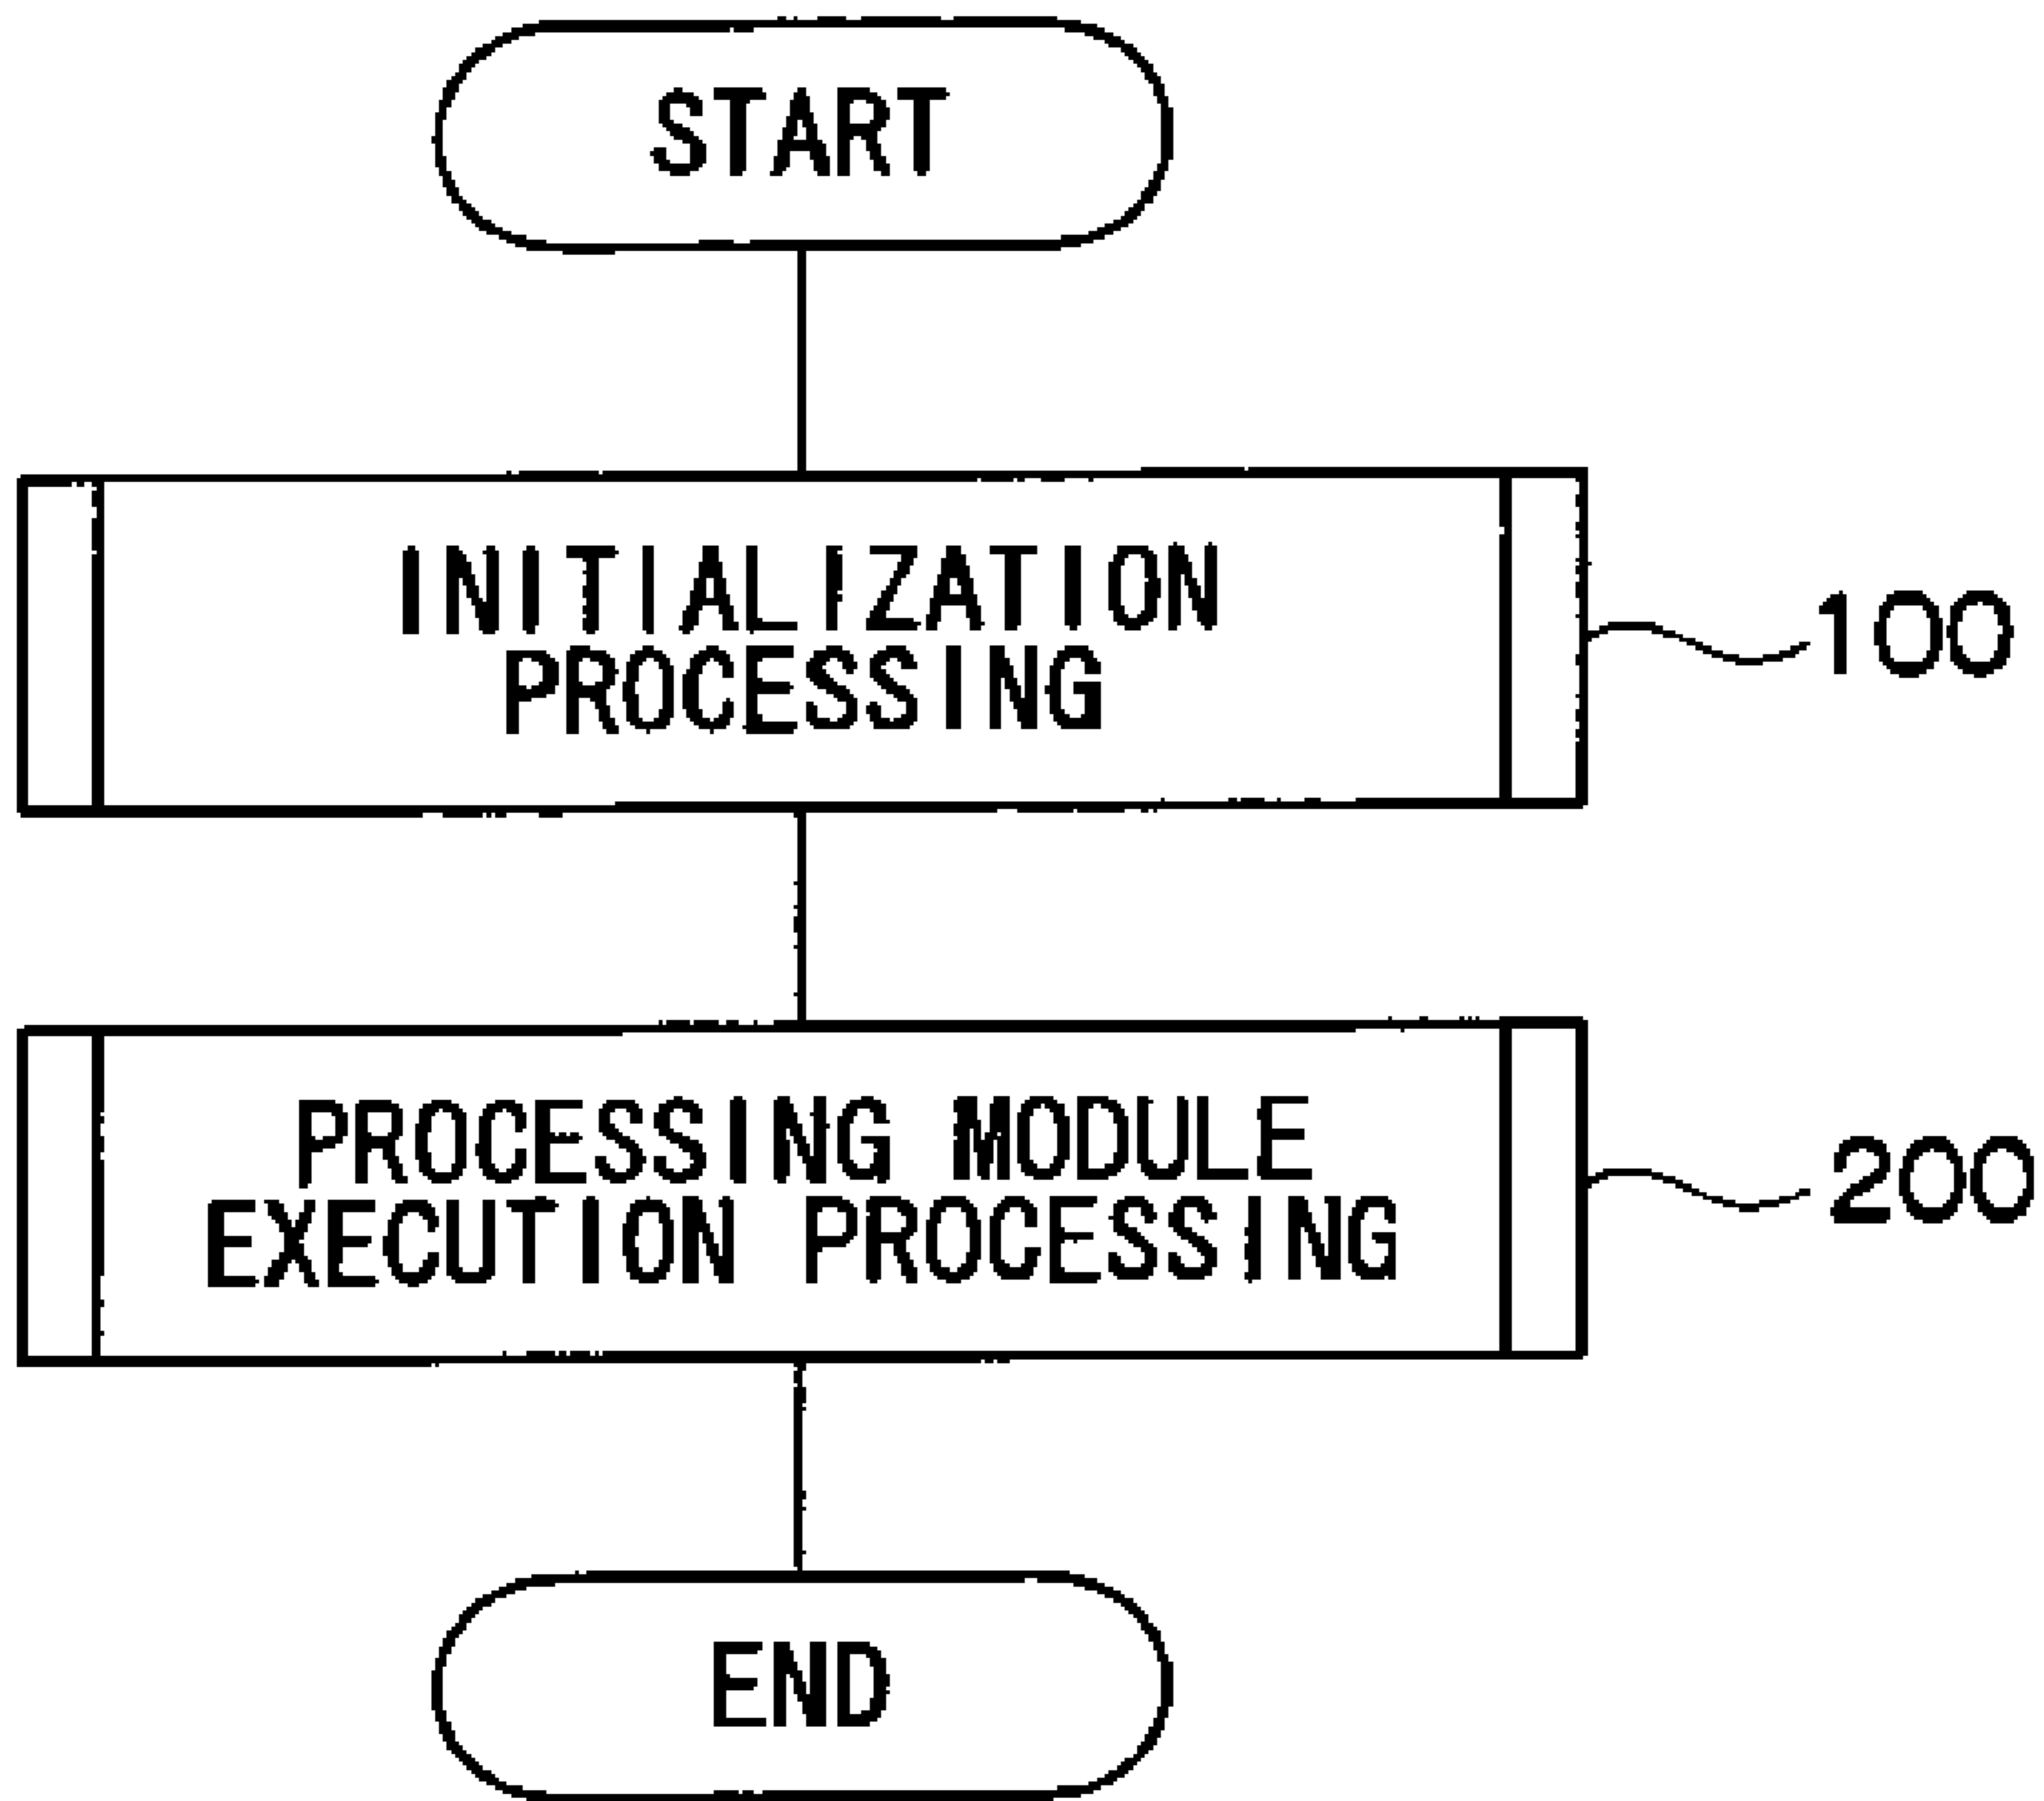 START
INITIALIZATION
PROCESSING
100
PROCESSING MODULE
EXECUTION PROCESSING
200
END